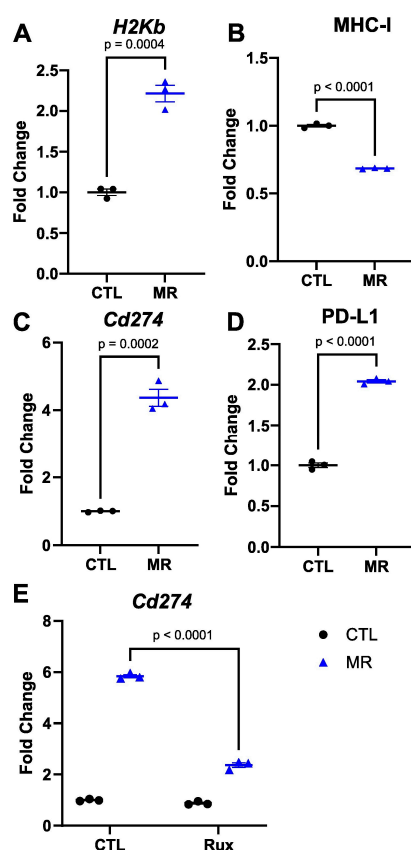 A
H2Kb
p = 0.0004
Fold Change
2.5
2.0
1.5
1.0
0.5
0.0
CTL
MR
B
MHC-I
p < 0.0001
Fold Change
1.5
1.0
0.5
0.0
CTL
MR
C
Cd274
p = 0.0002
Fold Change
6
4
2
0
CTL
MR
D
PD-L1
p < 0.0001
Fold Change
2.5
2.0
1.5
1.0
0.5
0.0
CTL
MR
E
Cd274
p < 0.0001
Fold Change
8
6
4
2
0
CTL
Rux
CTL
MR